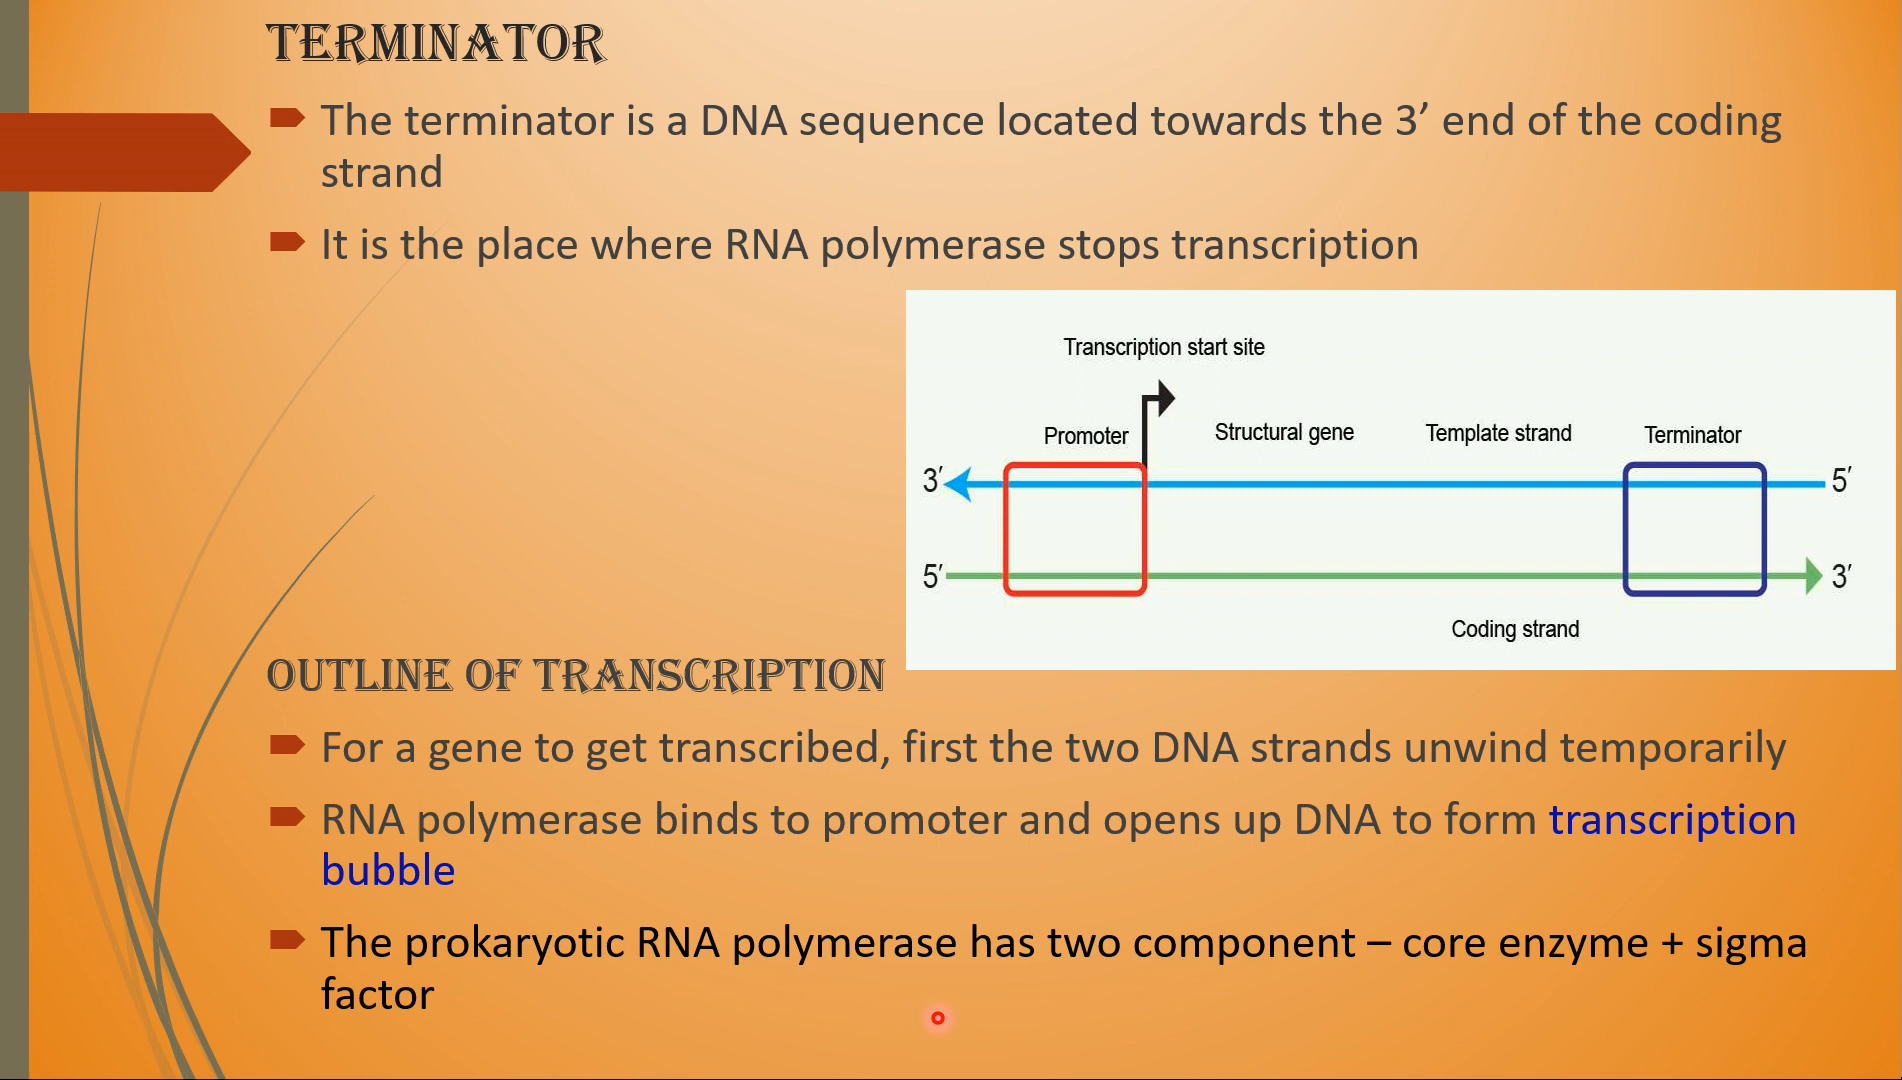 TERMINATOR
The terminator is a DNA sequence located towards the 3’ end of the coding
strand
It is the place where RNA polymerase stops transcription
Transcription start site
Promoter
Structural gene
Template strand
Terminator
3′
5′
5′
3′
Coding strand
OUTLINE OF TRANSCRIPTION
For a gene to get transcribed, first the two DNA strands unwind temporarily
RNA polymerase binds to promoter and opens up DNA to form transcription
bubble
The prokaryotic RNA polymerase has two component – core enzyme + sigma
factor